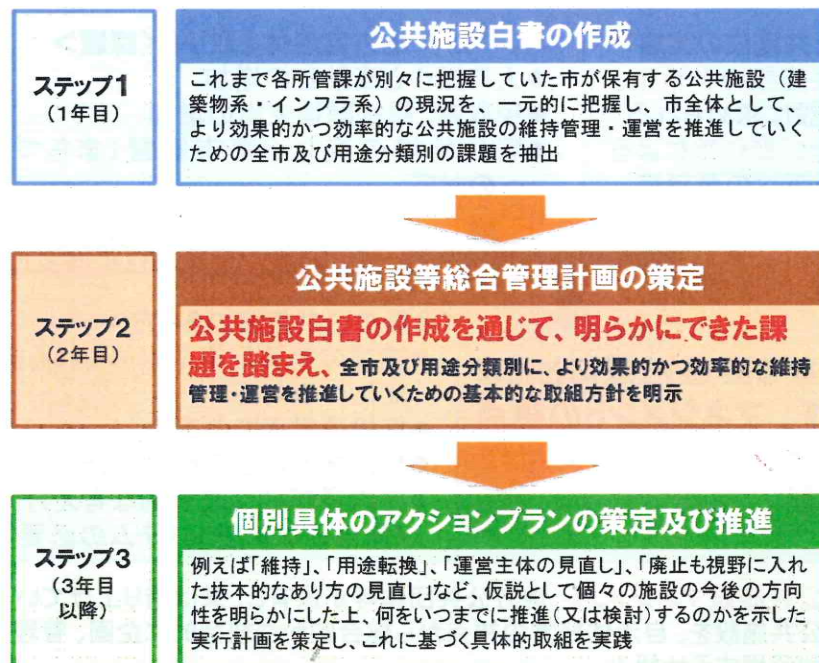 公共施設白書の作成
ステップ1
(1年目)
これまで各所管課が別々に把握していた市が保有する公共施設（建
築物系・インフラ系）の現況を、一元的に把握し、市全体として、
より効果的かつ効率的な公共施設の維持管理・運営を推進していく
ための全市及び用途分類別の課題を抽出
公共施設等総合管理計画の策定
ステップ2
(2年目)
公共施設白書の作成を通じて、明らかにできた課
題を踏まえ、全市及び用途分類別に、より効果的かつ効率的な維持
管理・運営を推進していくための基本的な取組方針を明示
個別具体のアクションプランの策定及び推進
ステップ3
(3年目
以降)
例えば「維持」、「用途転換」、「運営主体の見直し」、「廃止も視野に入れ
た抜本的なあり方の見直し」など、仮説として個々の施設の今後の方向
性を明らかにした上、何をいつまでに推進(又は検討)するのかを示した
実行計画を策定し、これに基づく具体的取組を実践